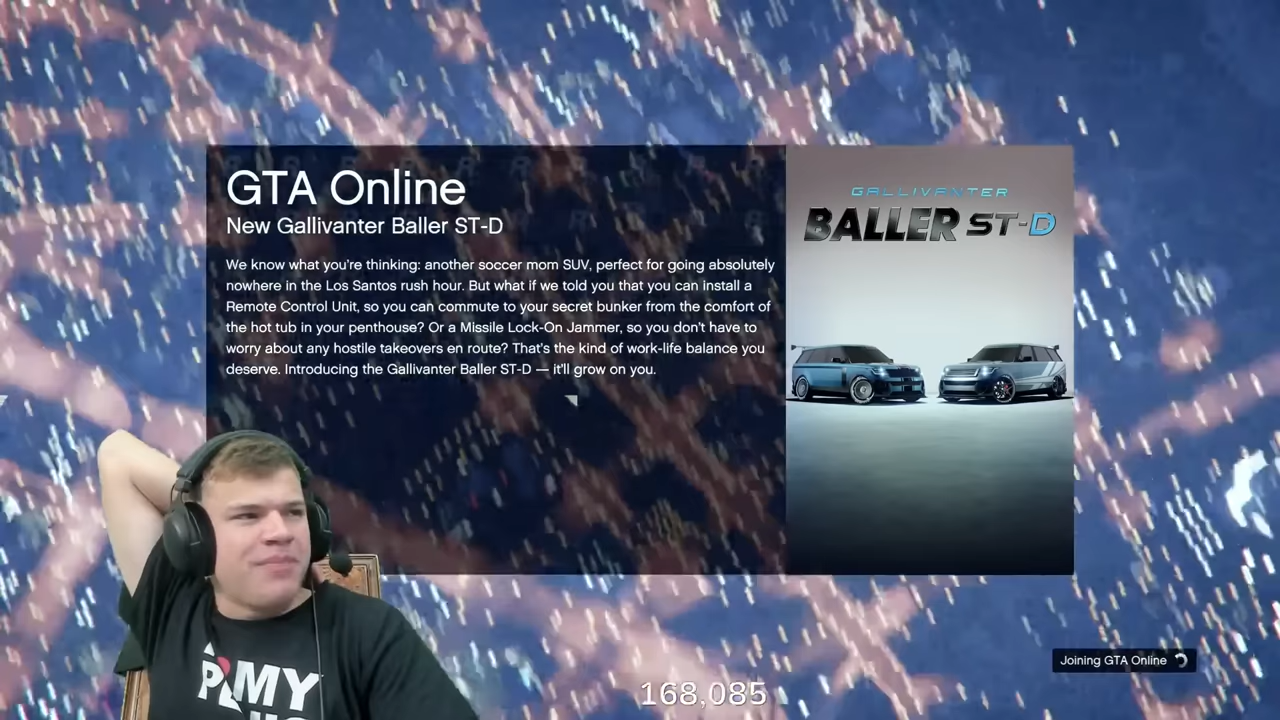 GTA Online
New Gallivanter Baller ST-D
We know what you're thinking: another soccer mom SUV, perfect for going absolutely
nowhere in the Los Santos rush hour. But what if we told you that you can install a
Remote Control Unit, so you can commute to your secret bunker from the comfort of
the hot tub in your penthouse? Or a Missile Lock-On Jammer, so you don't have to
worry about any hostile takeovers en route? That's the kind of work-life balance you
deserve. Introducing the Gallivanter Baller ST-D — it'll grow on you.
GALLIVANTER
BALLER ST-D
MY
Joining GTA Online
168,085